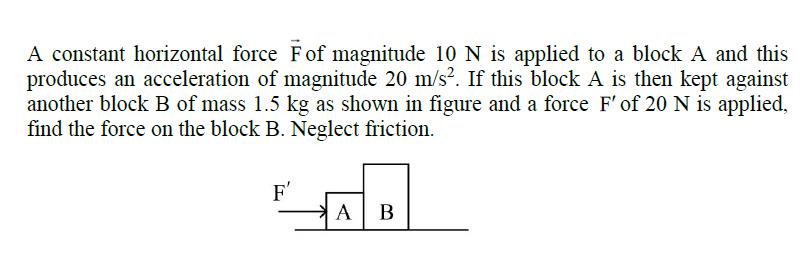 A constant horizontal force F⃗ of magnitude 10 N is applied to a block A and this
produces an acceleration of magnitude 20 m/s². If this block A is then kept against
another block B of mass 1.5 kg as shown in figure and a force F′ of 20 N is applied,
find the force on the block B. Neglect friction.
F′
A B